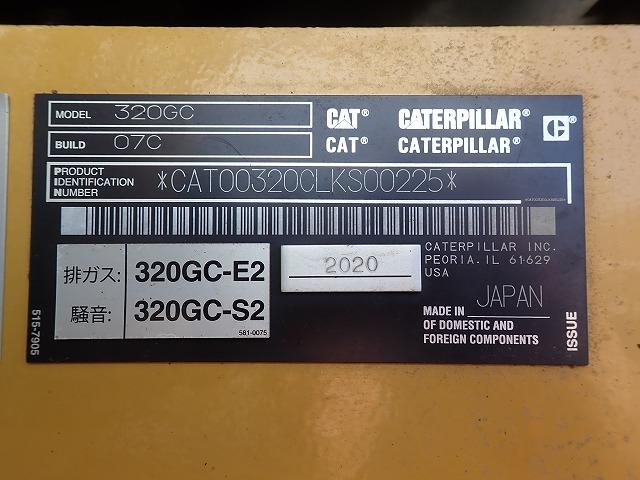 MODEL 320GC
BUILD 07C
CAT® CATERPILLAR® C®
CAT® CATERPILLAR®
PRODUCT
IDENTIFICATION
NUMBER
*CAT00320CLKS00225*
排ガス: 320GC-E2
騒音: 320GC-S2
581-0075
2020
CATERPILLAR INC.
PEORIA. IL 61629
USA
MADE IN JAPAN
OF DOMESTIC AND
FOREIGN COMPONENTS
ISSUE
515-7905